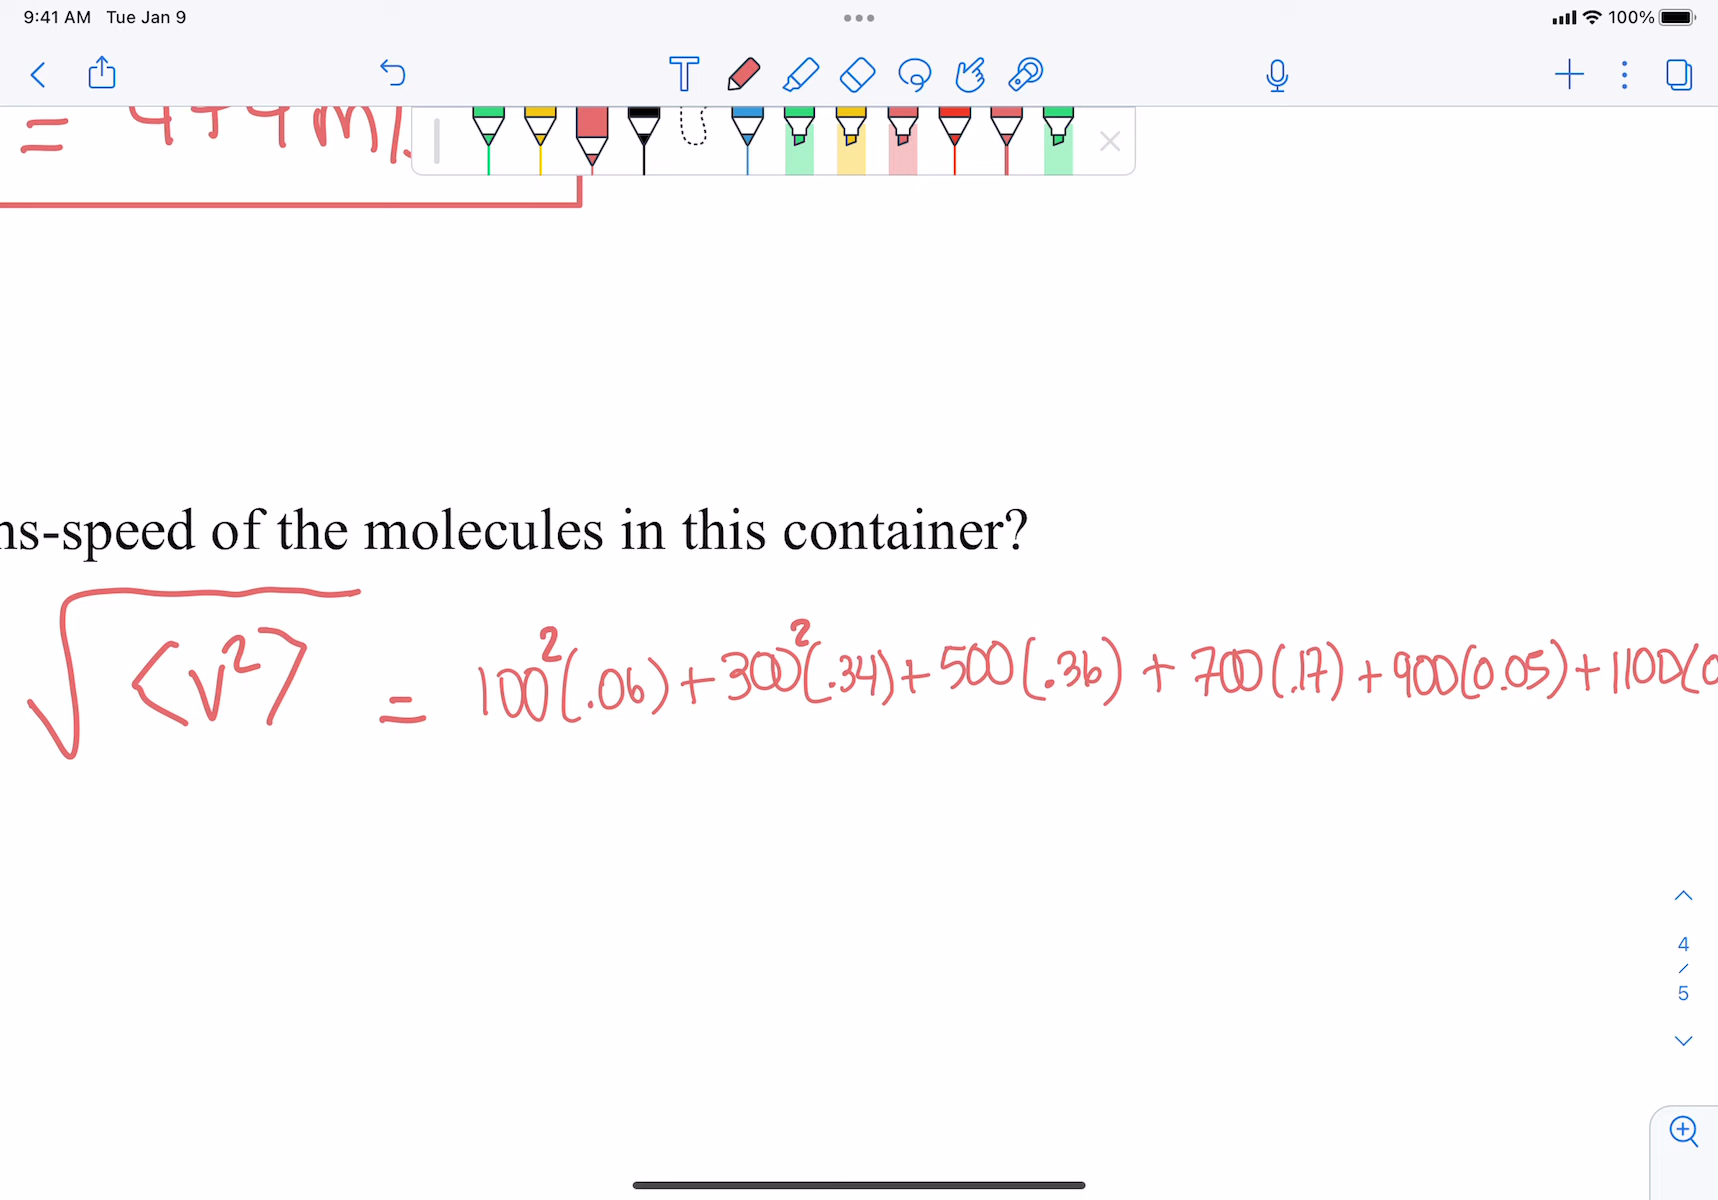 9:41 AM Tue Jan 9
100%
T
=
ns-speed of the molecules in this container?
√⟨v²⟩ = 100²(.06)+300²(.34)+500(.36) + 700(.17)+900(0.05)+1100(0
4
/
5